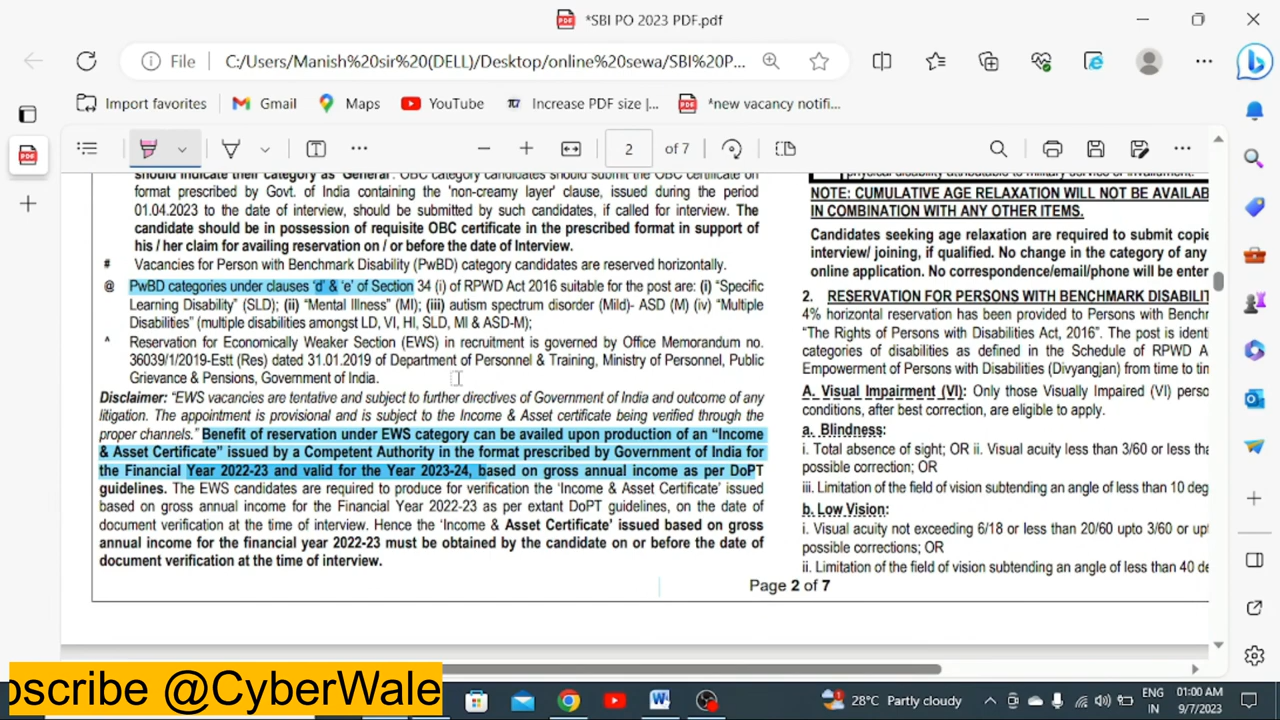 *SBI PO 2023 PDF.pdf
File C:/Users/Manish%20sir%20(DELL)/Desktop/online%20sewa/SBI%20P...
Import favorites Gmail Maps YouTube Increase PDF size |... *new vacancy notifi...
2 of 7
should indicate their category as 'General'. OBC category candidates should submit the OBC certificate on
format prescribed by Govt. of India containing the 'non-creamy layer' clause, issued during the period
01.04.2023 to the date of interview, should be submitted by such candidates, if called for interview. The
candidate should be in possession of requisite OBC certificate in the prescribed format in support of
his / her claim for availing reservation on / or before the date of Interview.
# Vacancies for Person with Benchmark Disability (PwBD) category candidates are reserved horizontally.
@ PwBD categories under clauses 'd' & 'e' of Section 34 (i) of RPWD Act 2016 suitable for the post are: (i) “Specific
Learning Disability” (SLD); (ii) “Mental Illness” (MI); (iii) autism spectrum disorder (Mild)- ASD (M) (iv) “Multiple
Disabilities” (multiple disabilities amongst LD, VI, HI, SLD, MI & ASD-M);
^ Reservation for Economically Weaker Section (EWS) in recruitment is governed by Office Memorandum no.
36039/1/2019-Estt (Res) dated 31.01.2019 of Department of Personnel & Training, Ministry of Personnel, Public
Grievance & Pensions, Government of India.
Disclaimer: “EWS vacancies are tentative and subject to further directives of Government of India and outcome of any
litigation. The appointment is provisional and is subject to the Income & Asset certificate being verified through the
proper channels.” Benefit of reservation under EWS category can be availed upon production of an “Income
& Asset Certificate” issued by a Competent Authority in the format prescribed by Government of India for
the Financial Year 2022-23 and valid for the Year 2023-24, based on gross annual income as per DoPT
guidelines. The EWS candidates are required to produce for verification the 'Income & Asset Certificate' issued
based on gross annual income for the Financial Year 2022-23 as per extant DoPT guidelines, on the date of
document verification at the time of interview. Hence the 'Income & Asset Certificate' issued based on gross
annual income for the financial year 2022-23 must be obtained by the candidate on or before the date of
document verification at the time of interview.
physical disability attributable to military service or invalidment.
NOTE: CUMULATIVE AGE RELAXATION WILL NOT BE AVAILAB
IN COMBINATION WITH ANY OTHER ITEMS.
Candidates seeking age relaxation are required to submit copie
interview/ joining, if qualified. No change in the category of any
online application. No correspondence/email/phone will be enter
2. RESERVATION FOR PERSONS WITH BENCHMARK DISABILIT
4% horizontal reservation has been provided to Persons with Benchr
“The Rights of Persons with Disabilities Act, 2016”. The post is ident
categories of disabilities as defined in the Schedule of RPWD A
Empowerment of Persons with Disabilities (Divyangjan) from time to tin
A. Visual Impairment (VI): Only those Visually Impaired (VI) perso
conditions, after best correction, are eligible to apply.
a. Blindness:
i. Total absence of sight; OR ii. Visual acuity less than 3/60 or less tha
possible correction; OR
iii. Limitation of the field of vision subtending an angle of less than 10 deg
b. Low Vision:
i. Visual acuity not exceeding 6/18 or less than 20/60 upto 3/60 or upt
possible corrections; OR
ii. Limitation of the field of vision subtending an angle of less than 40 de
Page 2 of 7
oscribe @CyberWale
28°C Partly cloudy
ENG
IN
01:00 AM
9/7/2023